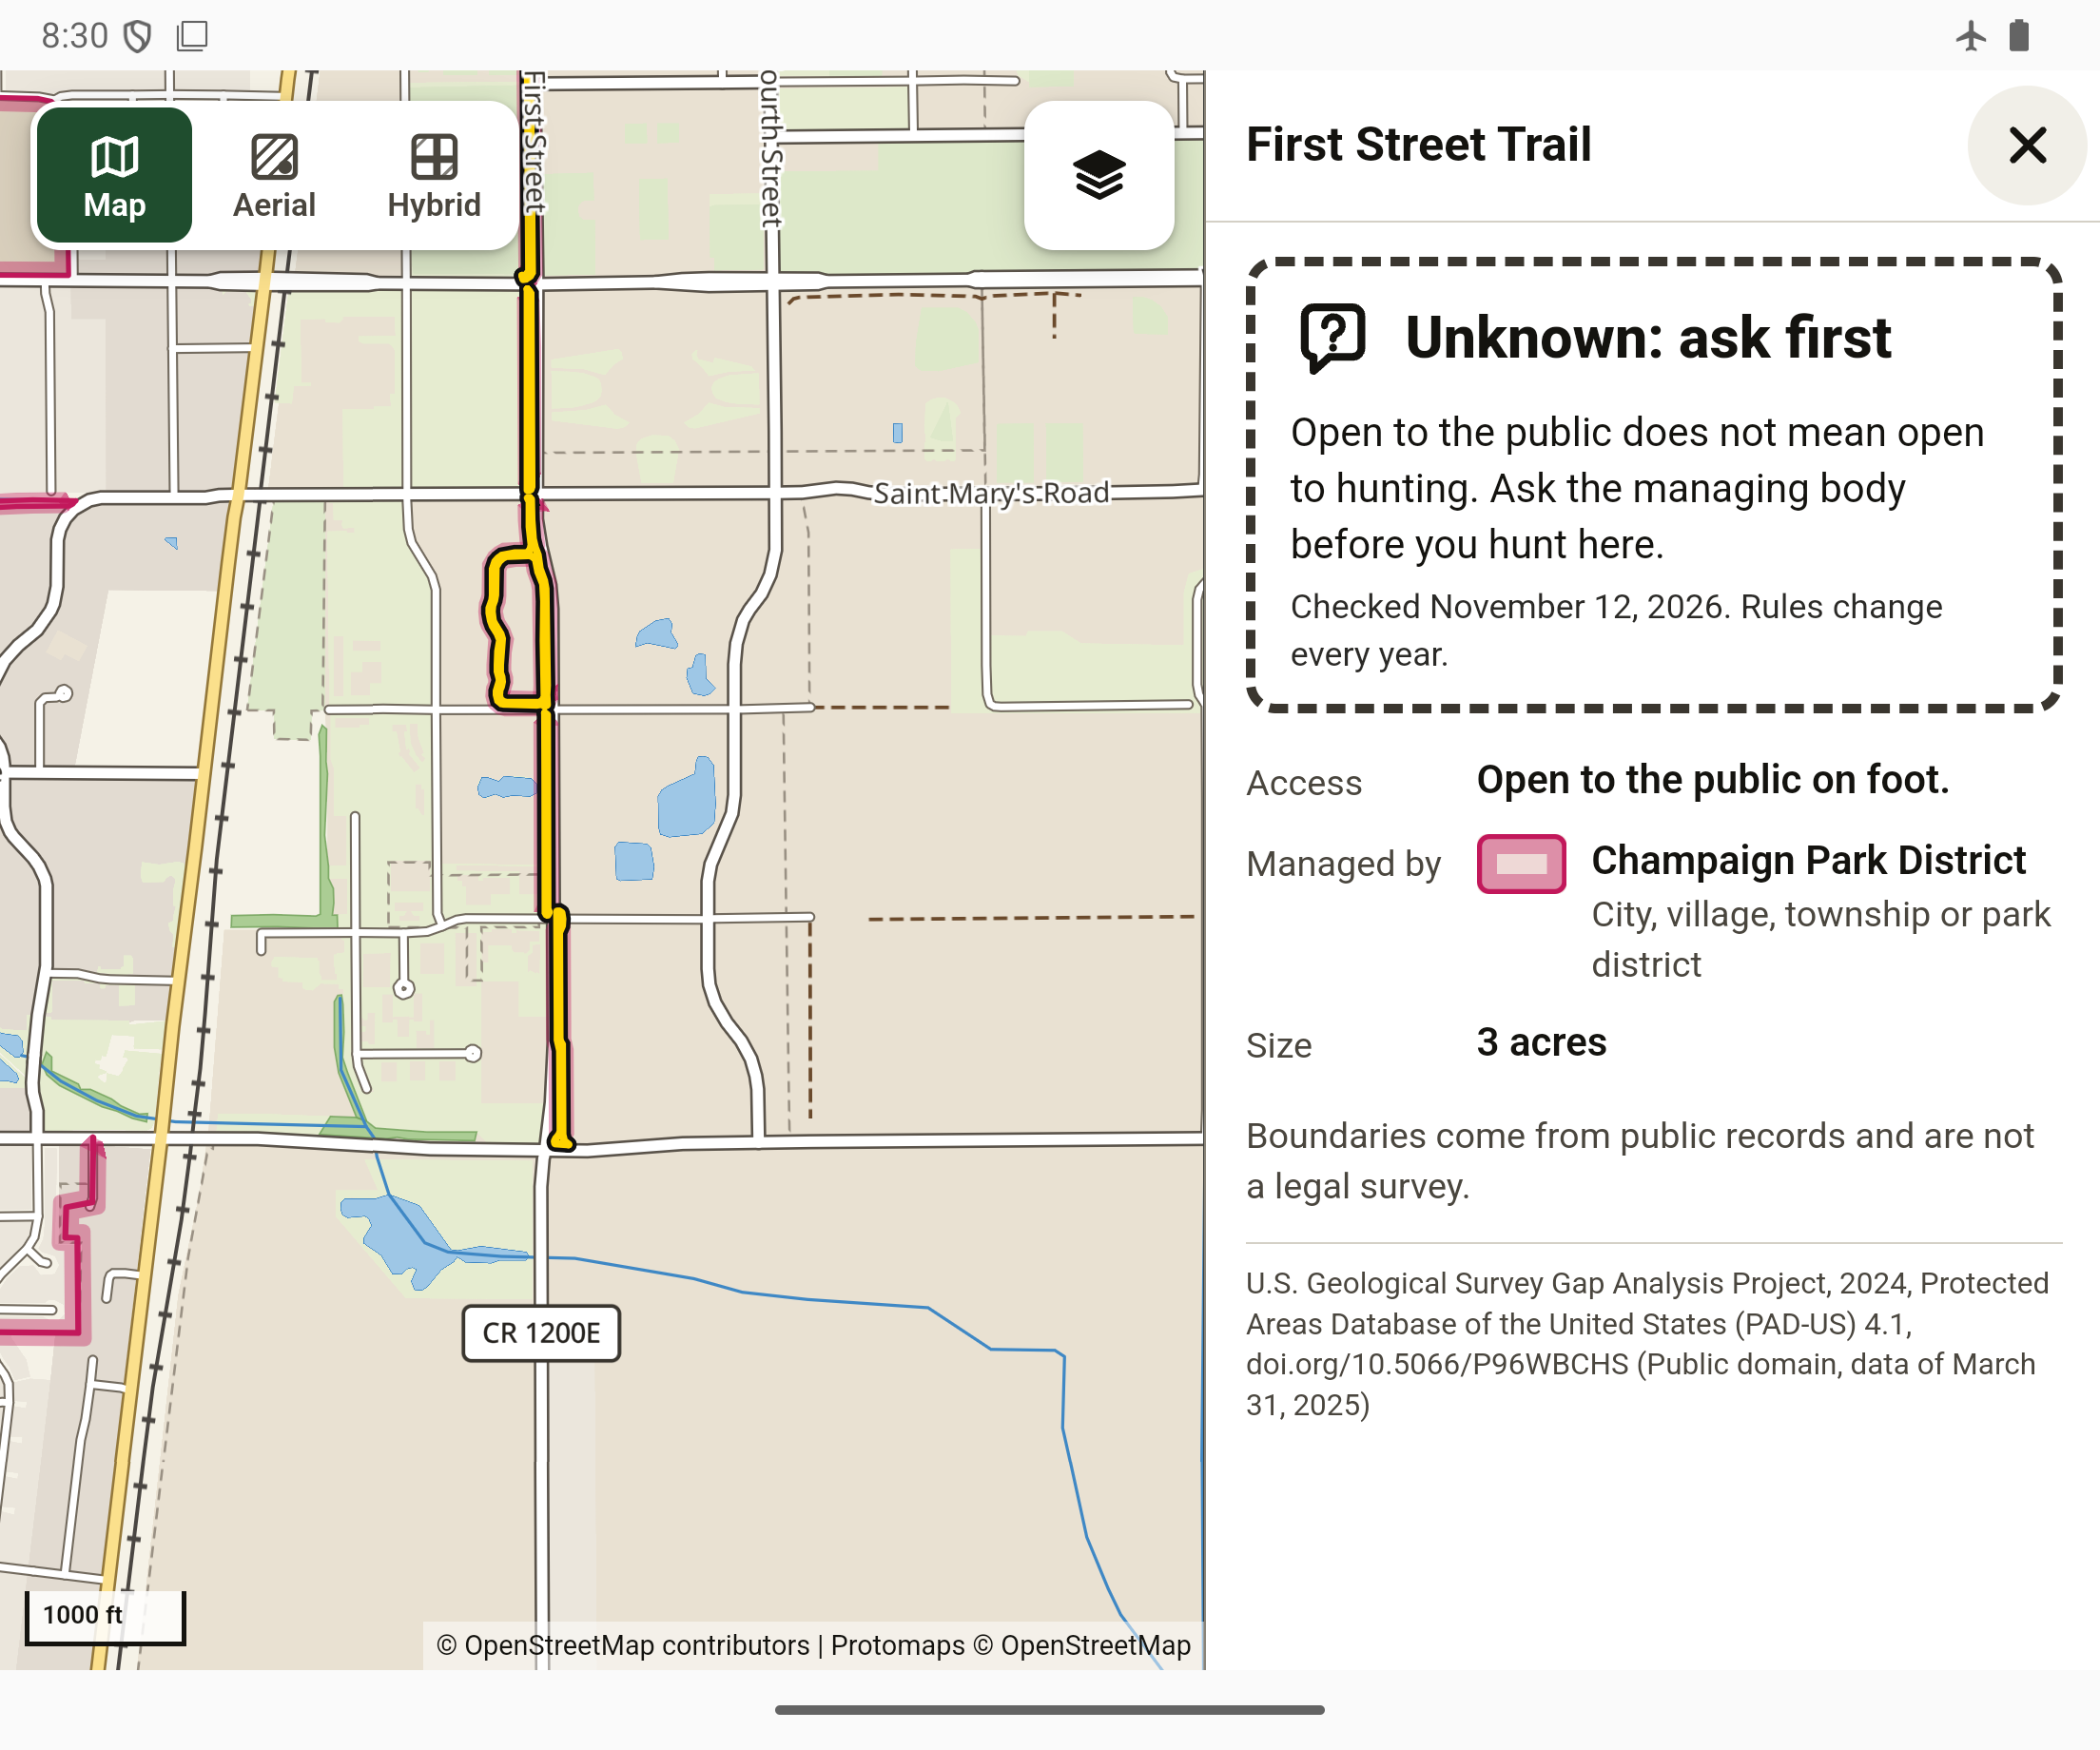 8:30
Map
Aerial
Hybrid
First Street
ourth Street
Saint Mary's Road
CR 1200E
1000 ft
© OpenStreetMap contributors | Protomaps © OpenStreetMap
First Street Trail
Unknown: ask first
Open to the public does not mean open
to hunting. Ask the managing body
before you hunt here.
Checked November 12, 2026. Rules change
every year.
Access
Open to the public on foot.
Managed by
Champaign Park District
City, village, township or park
district
Size
3 acres
Boundaries come from public records and are not
a legal survey.
U.S. Geological Survey Gap Analysis Project, 2024, Protected
Areas Database of the United States (PAD-US) 4.1,
doi.org/10.5066/P96WBCHS (Public domain, data of March
31, 2025)